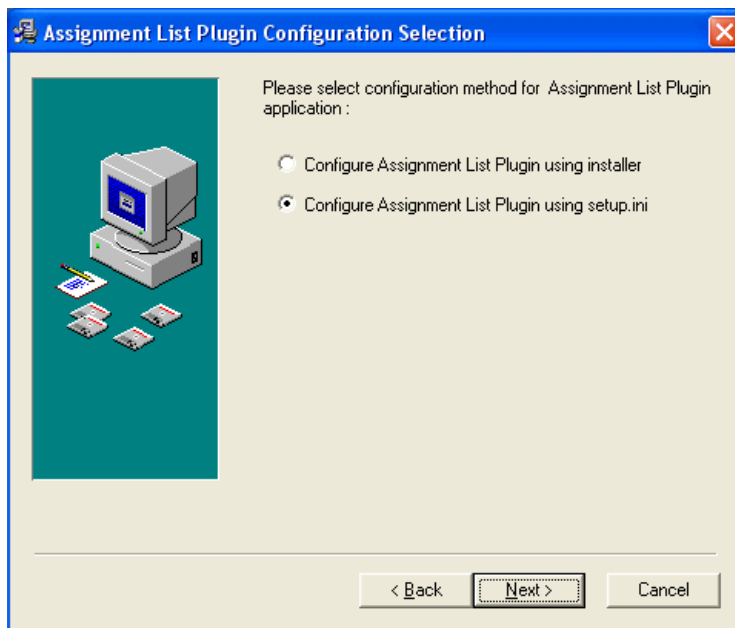 Assignment List Plugin Configuration Selection
Please select configuration method for Assignment List Plugin
application :
Configure Assignment List Plugin using installer
Configure Assignment List Plugin using setup.ini
< Back
Next >
Cancel